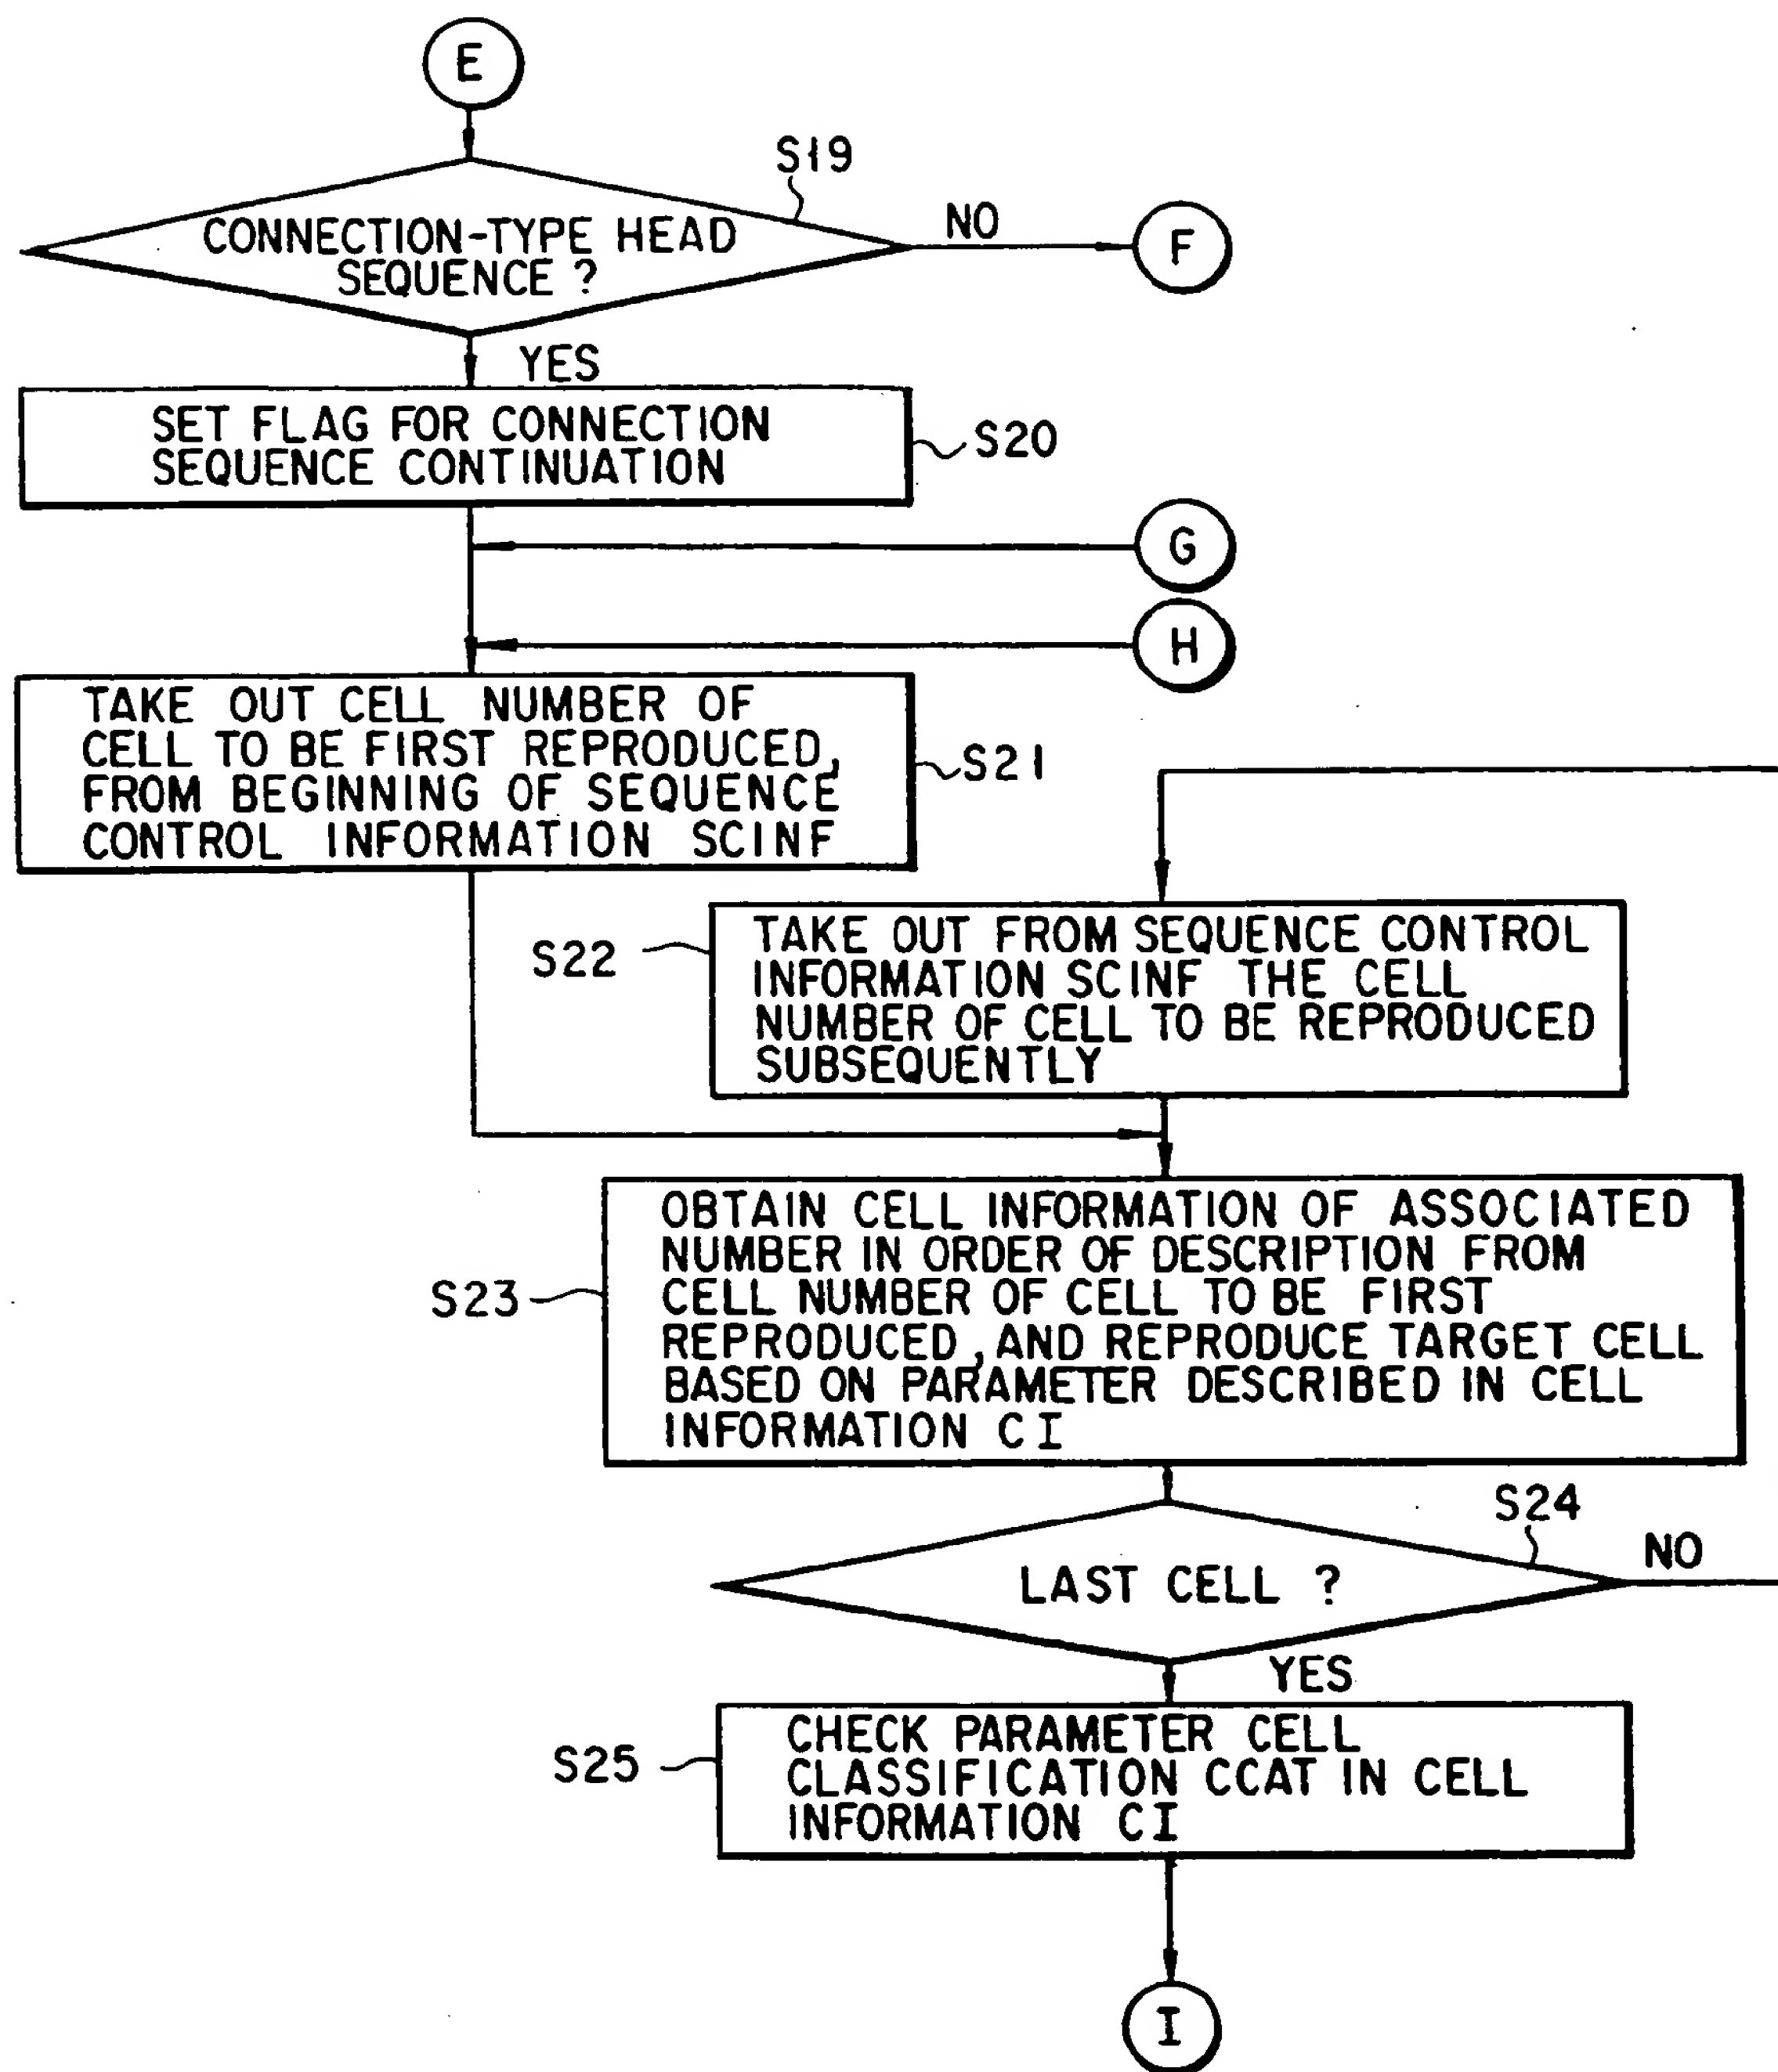 E
S19
CONNECTION-TYPE HEAD
SEQUENCE ?
NO
F
YES
SET FLAG FOR CONNECTION
SEQUENCE CONTINUATION
S20
G
H
TAKE OUT CELL NUMBER OF
CELL TO BE FIRST REPRODUCED,
FROM BEGINNING OF SEQUENCE
CONTROL INFORMATION SCINF
S21
S22
TAKE OUT FROM SEQUENCE CONTROL
INFORMATION SCINF THE CELL
NUMBER OF CELL TO BE REPRODUCED
SUBSEQUENTLY
S23
OBTAIN CELL INFORMATION OF ASSOCIATED
NUMBER IN ORDER OF DESCRIPTION FROM
CELL NUMBER OF CELL TO BE FIRST
REPRODUCED, AND REPRODUCE TARGET CELL
BASED ON PARAMETER DESCRIBED IN CELL
INFORMATION CI
S24
LAST CELL ?
NO
YES
S25
CHECK PARAMETER CELL
CLASSIFICATION CCAT IN CELL
INFORMATION CI
I